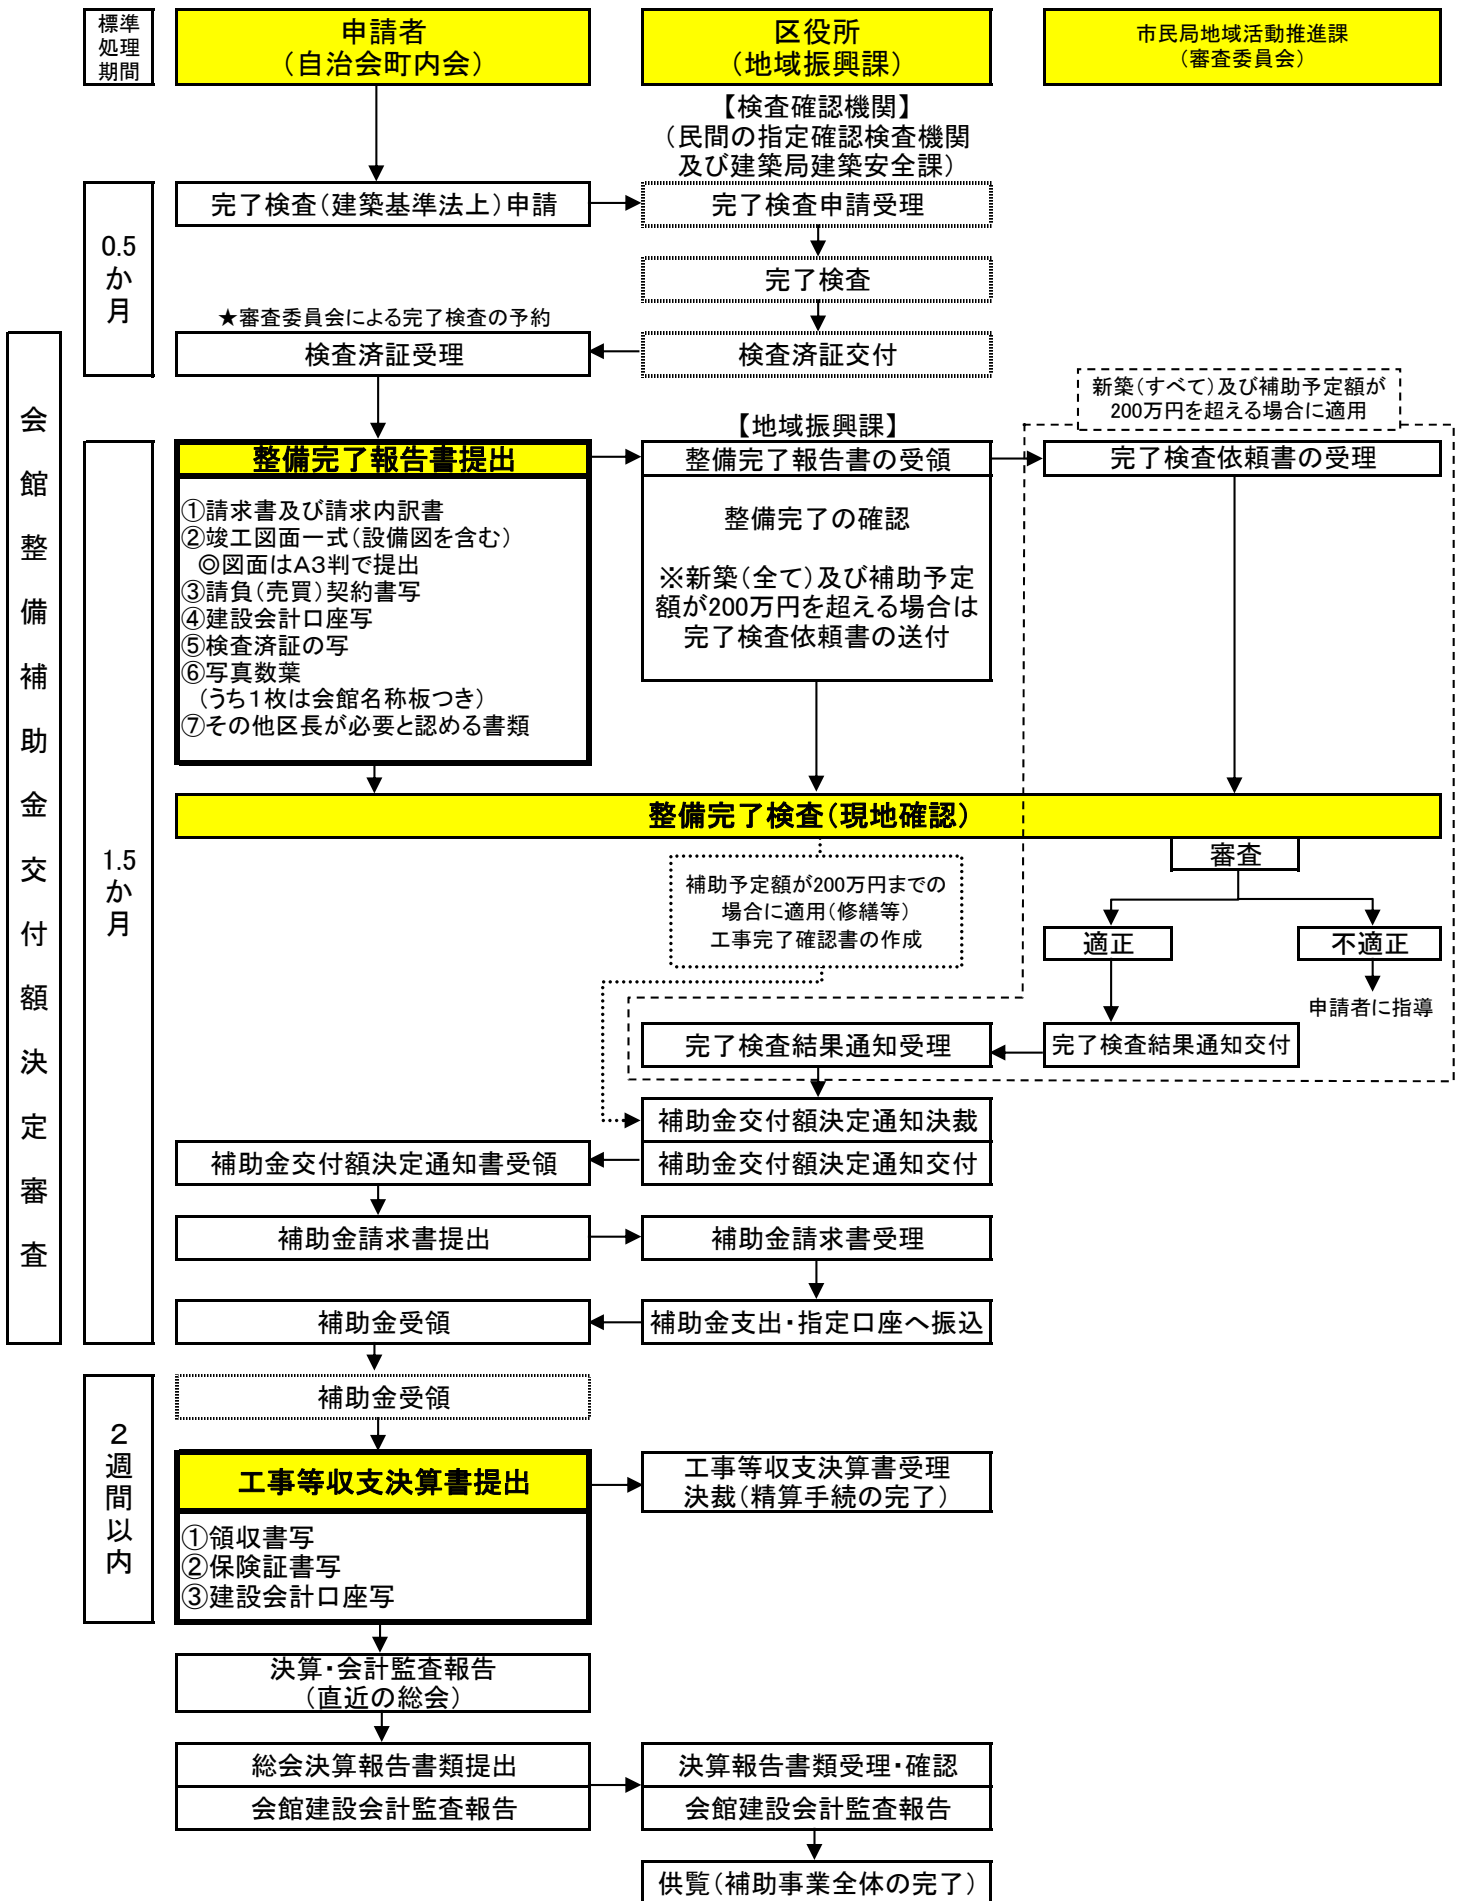 標準
処理
期間
申請者
（自治会町内会）
区役所
（地域振興課）
市民局地域活動推進課
（審査委員会）
【検査確認機関】
（民間の指定確認検査機関
及び建築局建築安全課）
0.5
か
月
完了検査（建築基準法上）申請
完了検査申請受理
完了検査
★審査委員会による完了検査の予約
検査済証受理
検査済証交付
会
館
整
備
補
助
金
交
付
額
決
定
審
査
新築（すべて）及び補助予定額が
200万円を超える場合に適用
【地域振興課】
1.5
か
月
整備完了報告書提出
整備完了報告書の受領
完了検査依頼書の受理
①請求書及び請求内訳書
②竣工図面一式（設備図を含む）
◎図面はＡ３判で提出
③請負（売買）契約書写
④建設会計口座写
⑤検査済証の写
⑥写真数葉
（うち１枚は会館名称板つき）
⑦その他区長が必要と認める書類
整備完了の確認
※新築（全て）及び補助予定
額が200万円を超える場合は
完了検査依頼書の送付
整備完了検査（現地確認）
審査
補助予定額が200万円までの
場合に適用（修繕等）
工事完了確認書の作成
適正
不適正
申請者に指導
完了検査結果通知受理
完了検査結果通知交付
補助金交付額決定通知決裁
補助金交付額決定通知書受領
補助金交付額決定通知交付
補助金請求書提出
補助金請求書受理
補助金受領
補助金支出・指定口座へ振込
２
週
間
以
内
補助金受領
工事等収支決算書提出
工事等収支決算書受理
決裁（精算手続の完了）
①領収書写
②保険証書写
③建設会計口座写
決算・会計監査報告
（直近の総会）
総会決算報告書類提出
決算報告書類受理・確認
会館建設会計監査報告
会館建設会計監査報告
供覧（補助事業全体の完了）